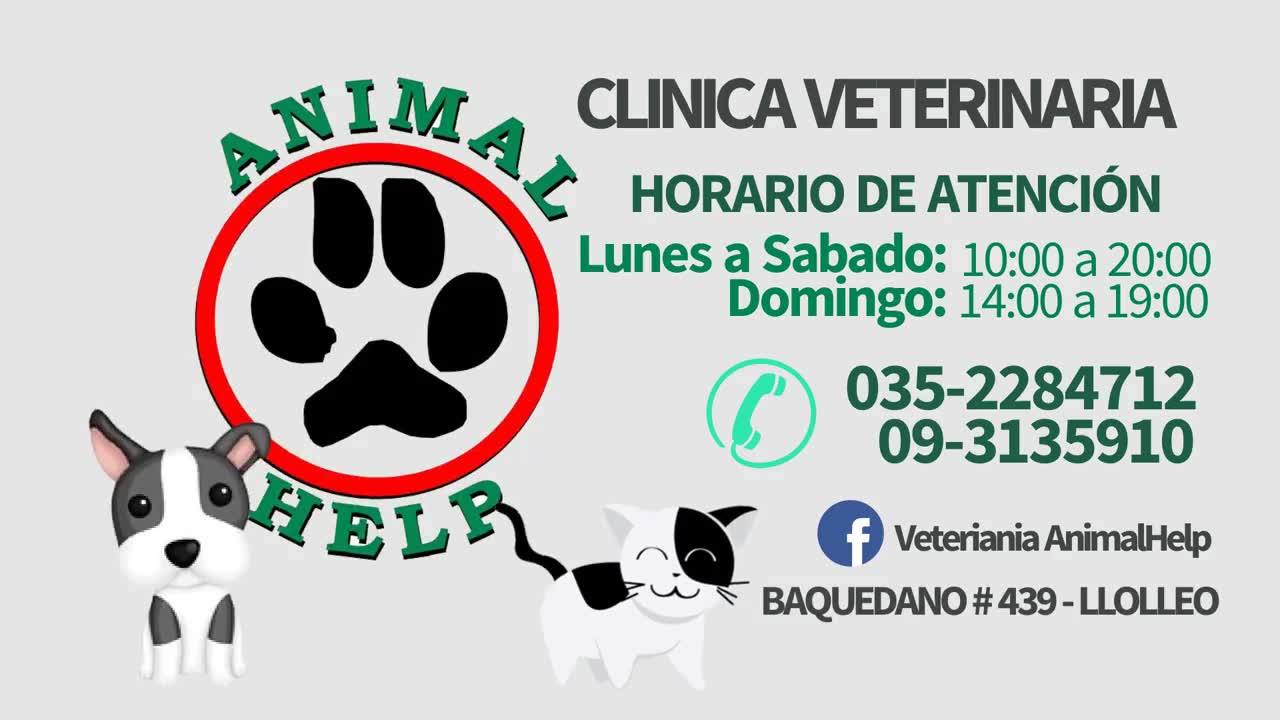 ANIMAL
HELP
CLINICA VETERINARIA
HORARIO DE ATENCIÓN
Lunes a Sabado: 10:00 a 20:00
Domingo: 14:00 a 19:00
035-2284712
09-3135910
f Veteriania AnimalHelp
BAQUEDANO # 439 - LLOLLEO